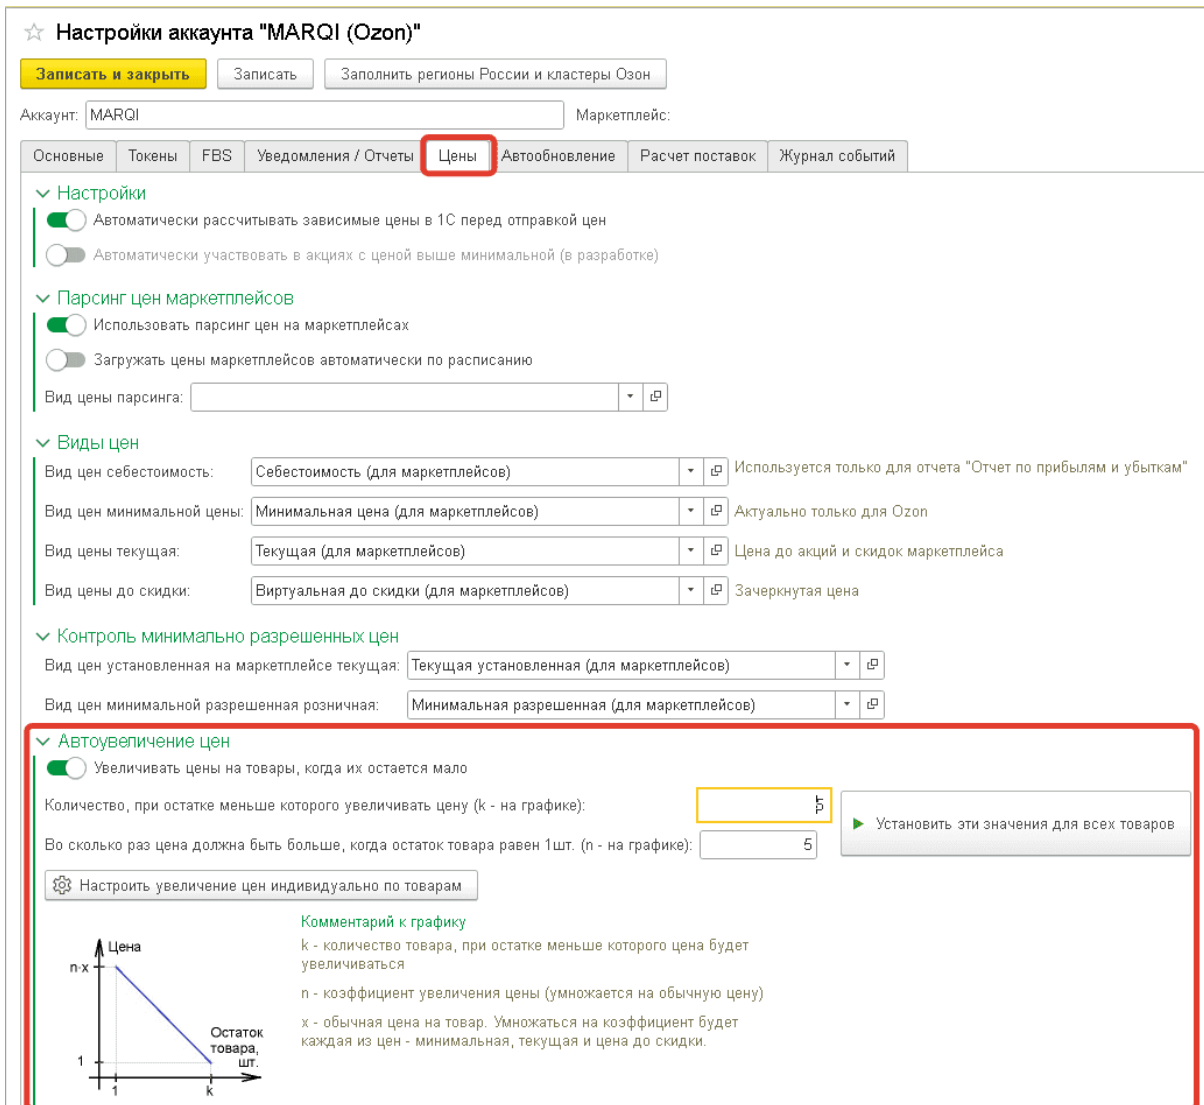 Настройки аккаунта "MARQI (Ozon)"
Записать и закрыть Записать Заполнить регионы России и кластеры Озон
Аккаунт: MARQI Маркетплейс:
Основные Токены FBS Уведомления / Отчеты Цены Автообновление Расчет поставок Журнал событий
Настройки
Автоматически рассчитывать зависимые цены в 1С перед отправкой цен
Автоматически участвовать в акциях с ценой выше минимальной (в разработке)
Парсинг цен маркетплейсов
Использовать парсинг цен на маркетплейсах
Загружать цены маркетплейсов автоматически по расписанию
Вид цены парсинга:
Виды цен
Вид цен себестоимость: Себестоимость (для маркетплейсов) Используется только для отчета "Отчет по прибылям и убыткам"
Вид цен минимальной цены: Минимальная цена (для маркетплейсов) Актуально только для Ozon
Вид цены текущая: Текущая (для маркетплейсов) Цена до акций и скидок маркетплейса
Вид цены до скидки: Виртуальная до скидки (для маркетплейсов) Зачеркнутая цена
Контроль минимально разрешенных цен
Вид цен установленная на маркетплейсе текущая: Текущая установленная (для маркетплейсов)
Вид цен минимальной разрешенная розничная: Минимальная разрешенная (для маркетплейсов)
Автоувеличение цен
Увеличивать цены на товары, когда их остается мало
Количество, при остатке меньше которого увеличивать цену (k - на графике):
Установить эти значения для всех товаров
Во сколько раз цена должна быть больше, когда остаток товара равен 1шт. (n - на графике): 5
Настроить увеличение цен индивидуально по товарам
Цена
n·x
Остаток
товара,
шт.
1
1 k
Комментарий к графику
k - количество товара, при остатке меньше которого цена будет
увеличиваться
n - коэффициент увеличения цены (умножается на обычную цену)
x - обычная цена на товар. Умножаться на коэффициент будет
каждая из цен - минимальная, текущая и цена до скидки.